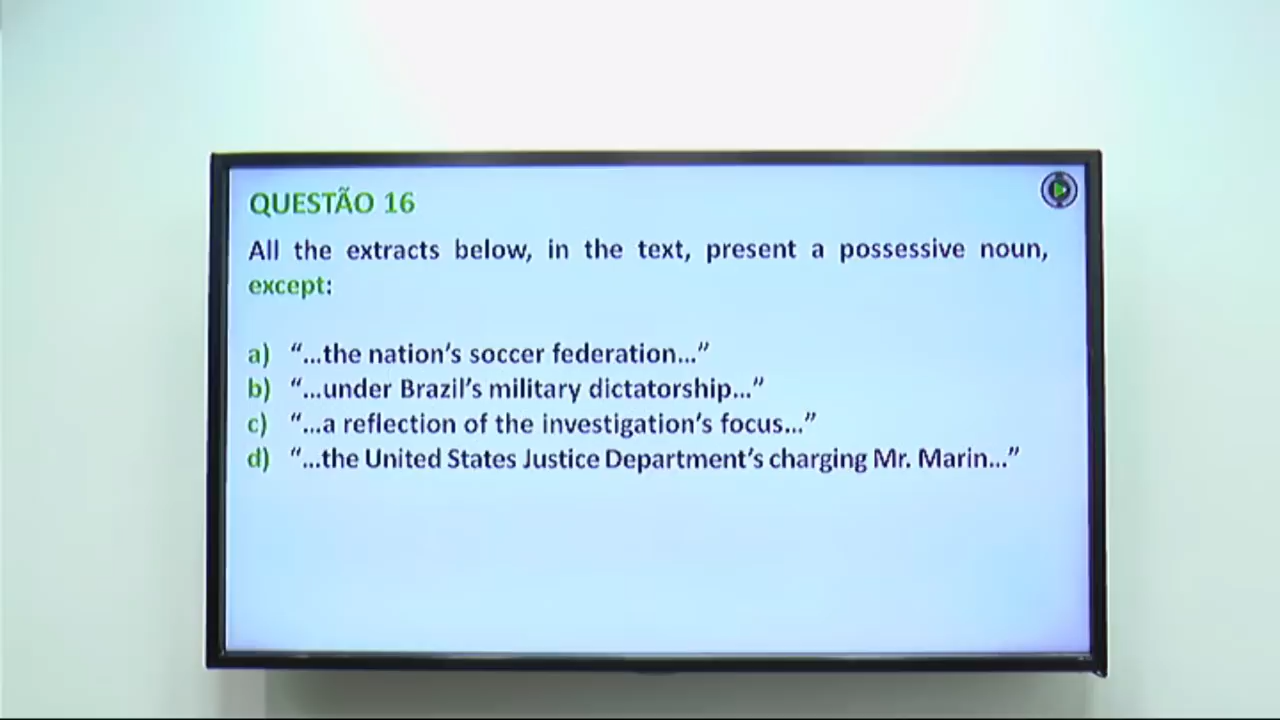 QUESTÃO 16
All the extracts below, in the text, present a possessive noun,
except:
a) “...the nation’s soccer federation...”
b) “...under Brazil’s military dictatorship...”
c) “...a reflection of the investigation’s focus...”
d) “...the United States Justice Department’s charging Mr. Marin...”